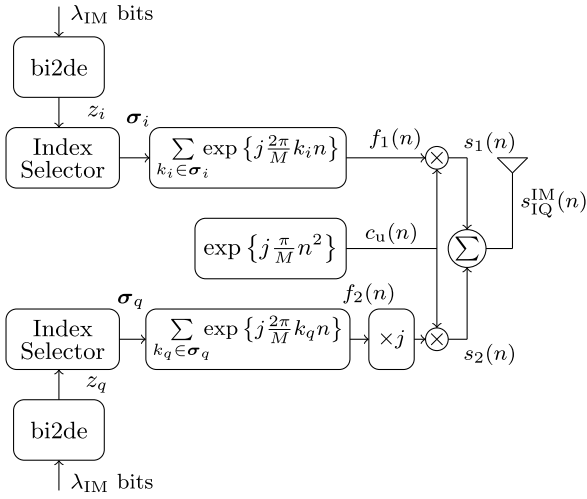 λ_IM bits
bi2de
z_i
σ_i
Index
Selector
∑_{k_i∈σ_i} exp {j 2π/M k_i n}
f_1(n)
×
s_1(n)
s_IQ^IM(n)
exp {j π/M n^2}
c_u(n)
∑
σ_q
f_2(n)
Index
Selector
∑_{k_q∈σ_q} exp {j 2π/M k_q n}
×j
×
s_2(n)
z_q
bi2de
λ_IM bits